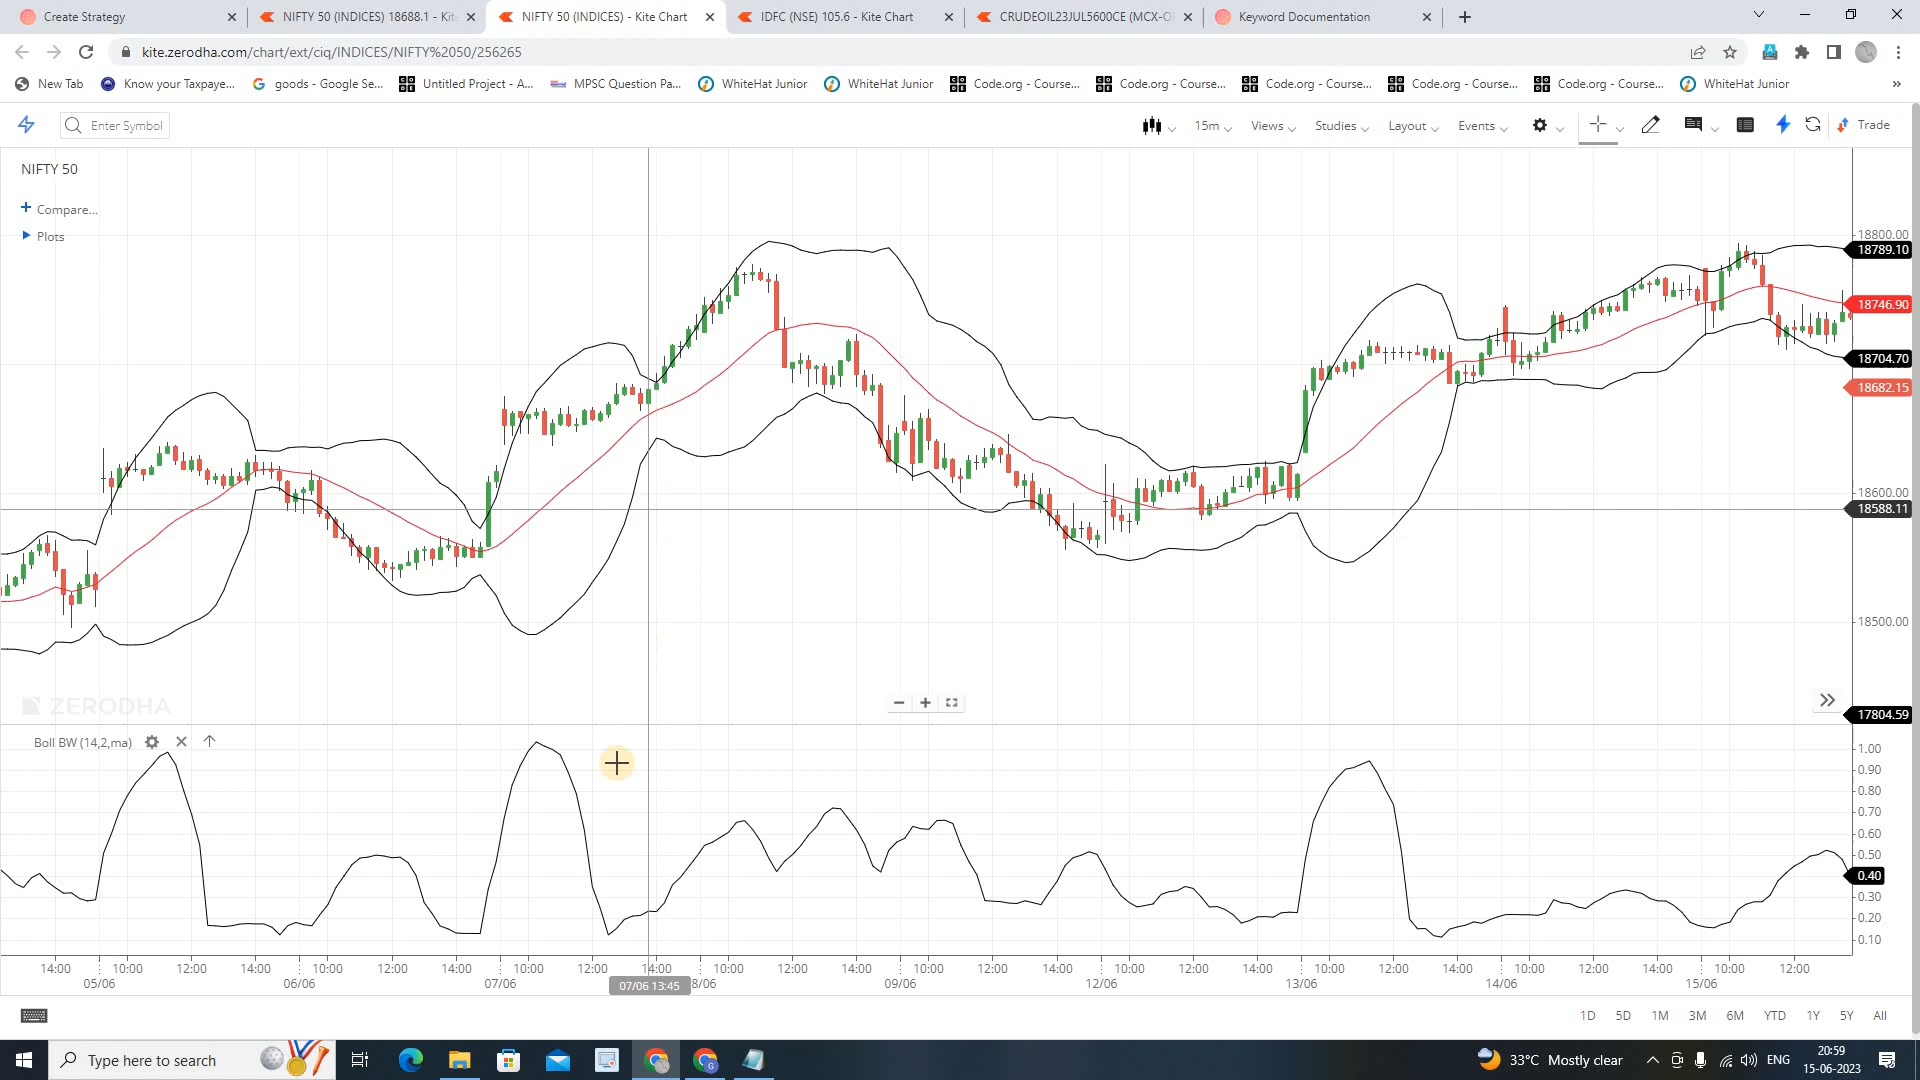 Create Strategy
NIFTY 50 (INDICES) 18688.1 - Kite
NIFTY 50 (INDICES) - Kite Chart
IDFC (NSE) 105.6 - Kite Chart
CRUDEOIL23JUL5600CE (MCX-O
Keyword Documentation
kite.zerodha.com/chart/ext/ciq/INDICES/NIFTY%2050/256265
New Tab
Know your Taxpaye...
goods - Google Se...
Untitled Project - A...
MPSC Question Pa...
WhiteHat Junior
WhiteHat Junior
Code.org - Course...
Code.org - Course...
Code.org - Course...
Code.org - Course...
Code.org - Course...
WhiteHat Junior
Enter Symbol
15m
Views
Studies
Layout
Events
Trade
NIFTY 50
Compare...
Plots
18800.00
18789.10
18746.90
18704.70
18682.15
18600.00
18588.11
18500.00
17804.59
ZERODHA
Boll BW (14,2,ma)
1.00
0.90
0.80
0.70
0.60
0.50
0.40
0.30
0.20
0.10
14:00 10:00 12:00 14:00 10:00 12:00 14:00 10:00 12:00 14:00 10:00 12:00 14:00 10:00 12:00 14:00 10:00 12:00 14:00 10:00 12:00 14:00 10:00 12:00 14:00 10:00 12:00
05/06 06/06 07/06 07/06 13:45 8/06 09/06 12/06 13/06 14/06 15/06
1D 5D 1M 3M 6M YTD 1Y 5Y All
Type here to search
33°C Mostly clear
ENG
20:59
15-06-2023